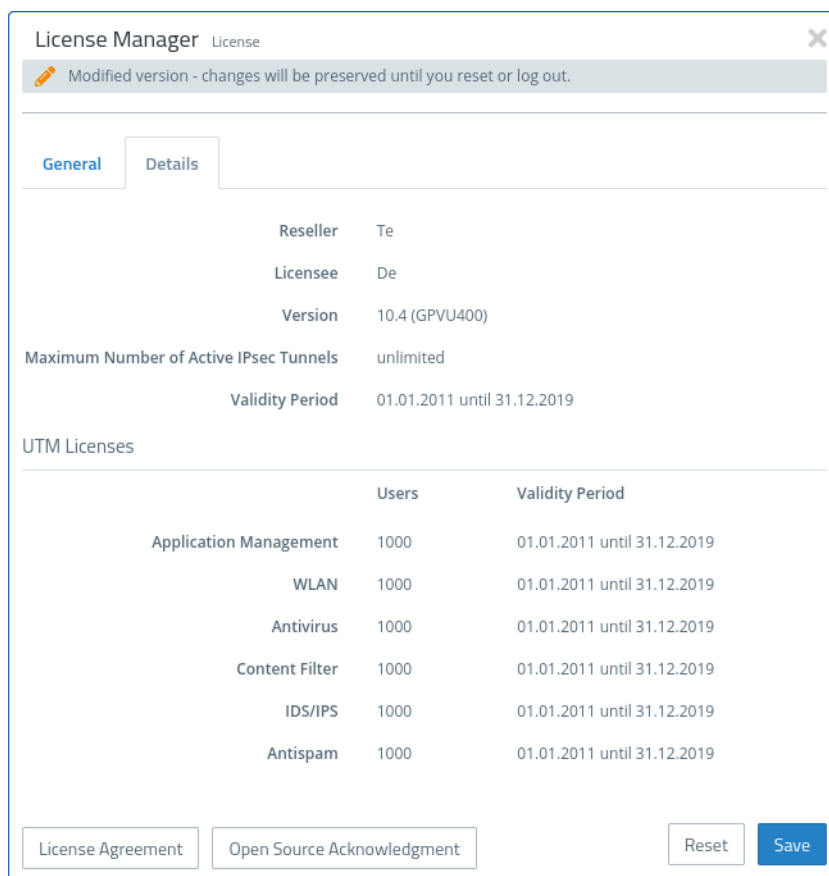 License Manager License
Modified version - changes will be preserved until you reset or log out.
General Details
Reseller Te
Licensee De
Version 10.4 (GPVU400)
Maximum Number of Active IPsec Tunnels unlimited
Validity Period 01.01.2011 until 31.12.2019
UTM Licenses
Users Validity Period
Application Management 1000 01.01.2011 until 31.12.2019
WLAN 1000 01.01.2011 until 31.12.2019
Antivirus 1000 01.01.2011 until 31.12.2019
Content Filter 1000 01.01.2011 until 31.12.2019
IDS/IPS 1000 01.01.2011 until 31.12.2019
Antispam 1000 01.01.2011 until 31.12.2019
License Agreement Open Source Acknowledgment Reset Save